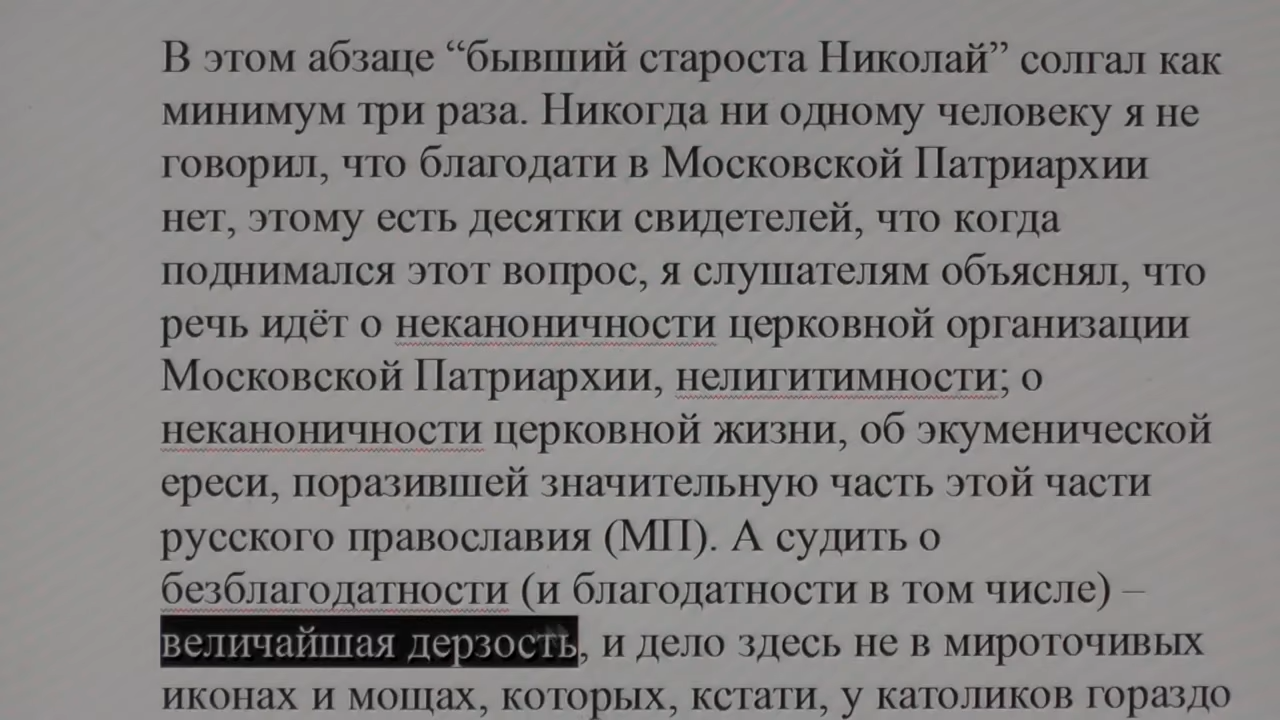 В этом абзаце “бывший староста Николай” солгал как
минимум три раза. Никогда ни одному человеку я не
говорил, что благодати в Московской Патриархии
нет, этому есть десятки свидетелей, что когда
поднимался этот вопрос, я слушателям объяснял, что
речь идёт о неканоничности церковной организации
Московской Патриархии, нелигитимности; о
неканоничности церковной жизни, об экуменической
ереси, поразившей значительную часть этой части
русского православия (МП). А судить о
безблагодатности (и благодатности в том числе) –
величайшая дерзость, и дело здесь не в мироточивых
иконах и мощах, которых, кстати, у католиков гораздо